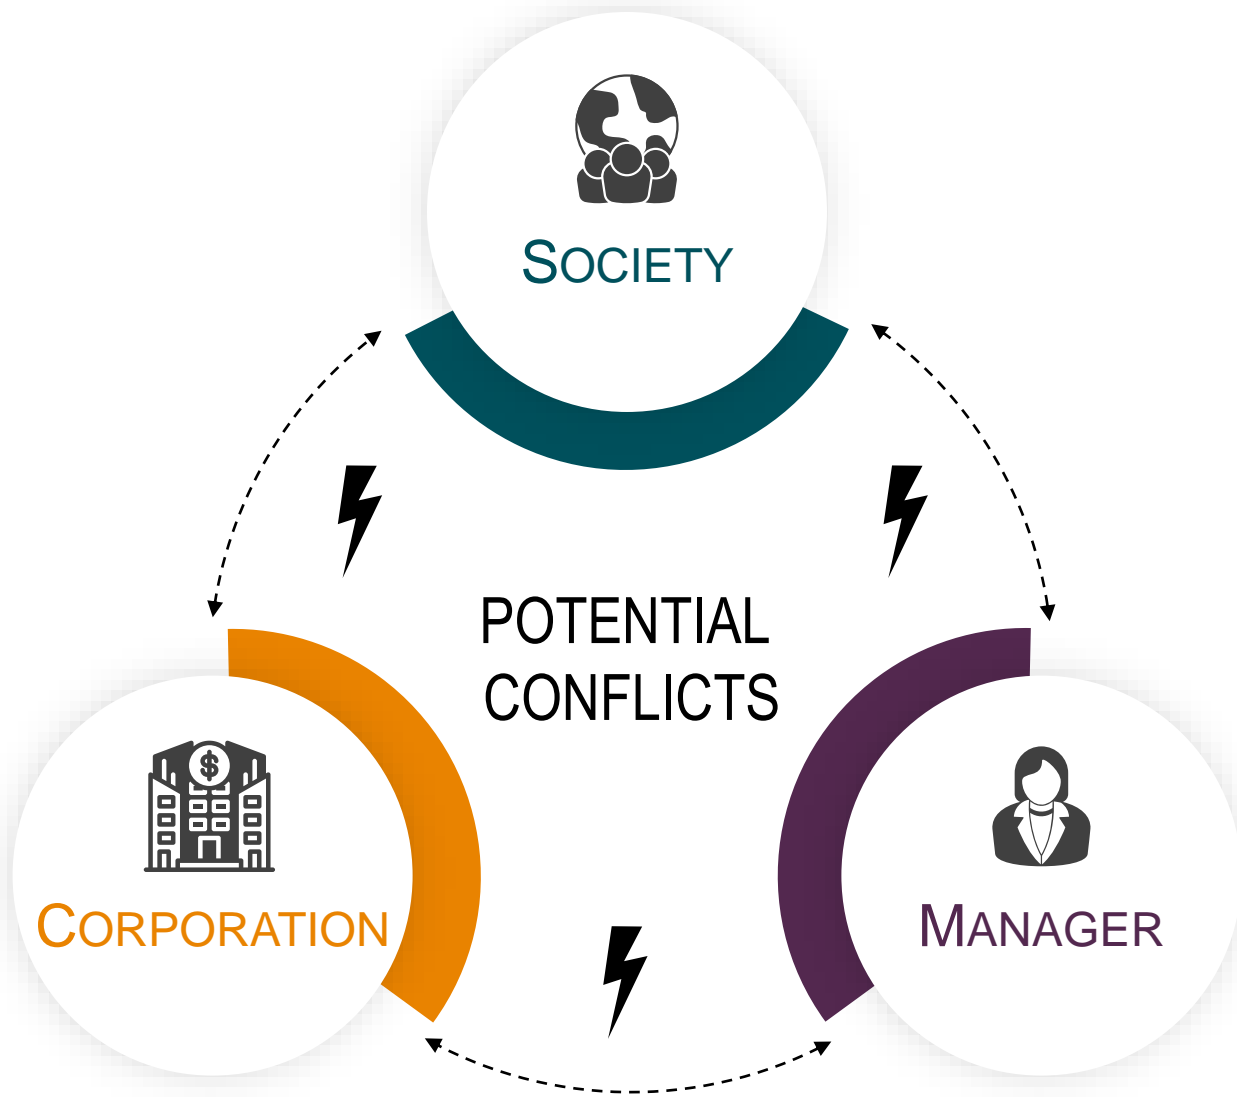 SOCIETY
POTENTIAL
CONFLICTS
$
CORPORATION
MANAGER